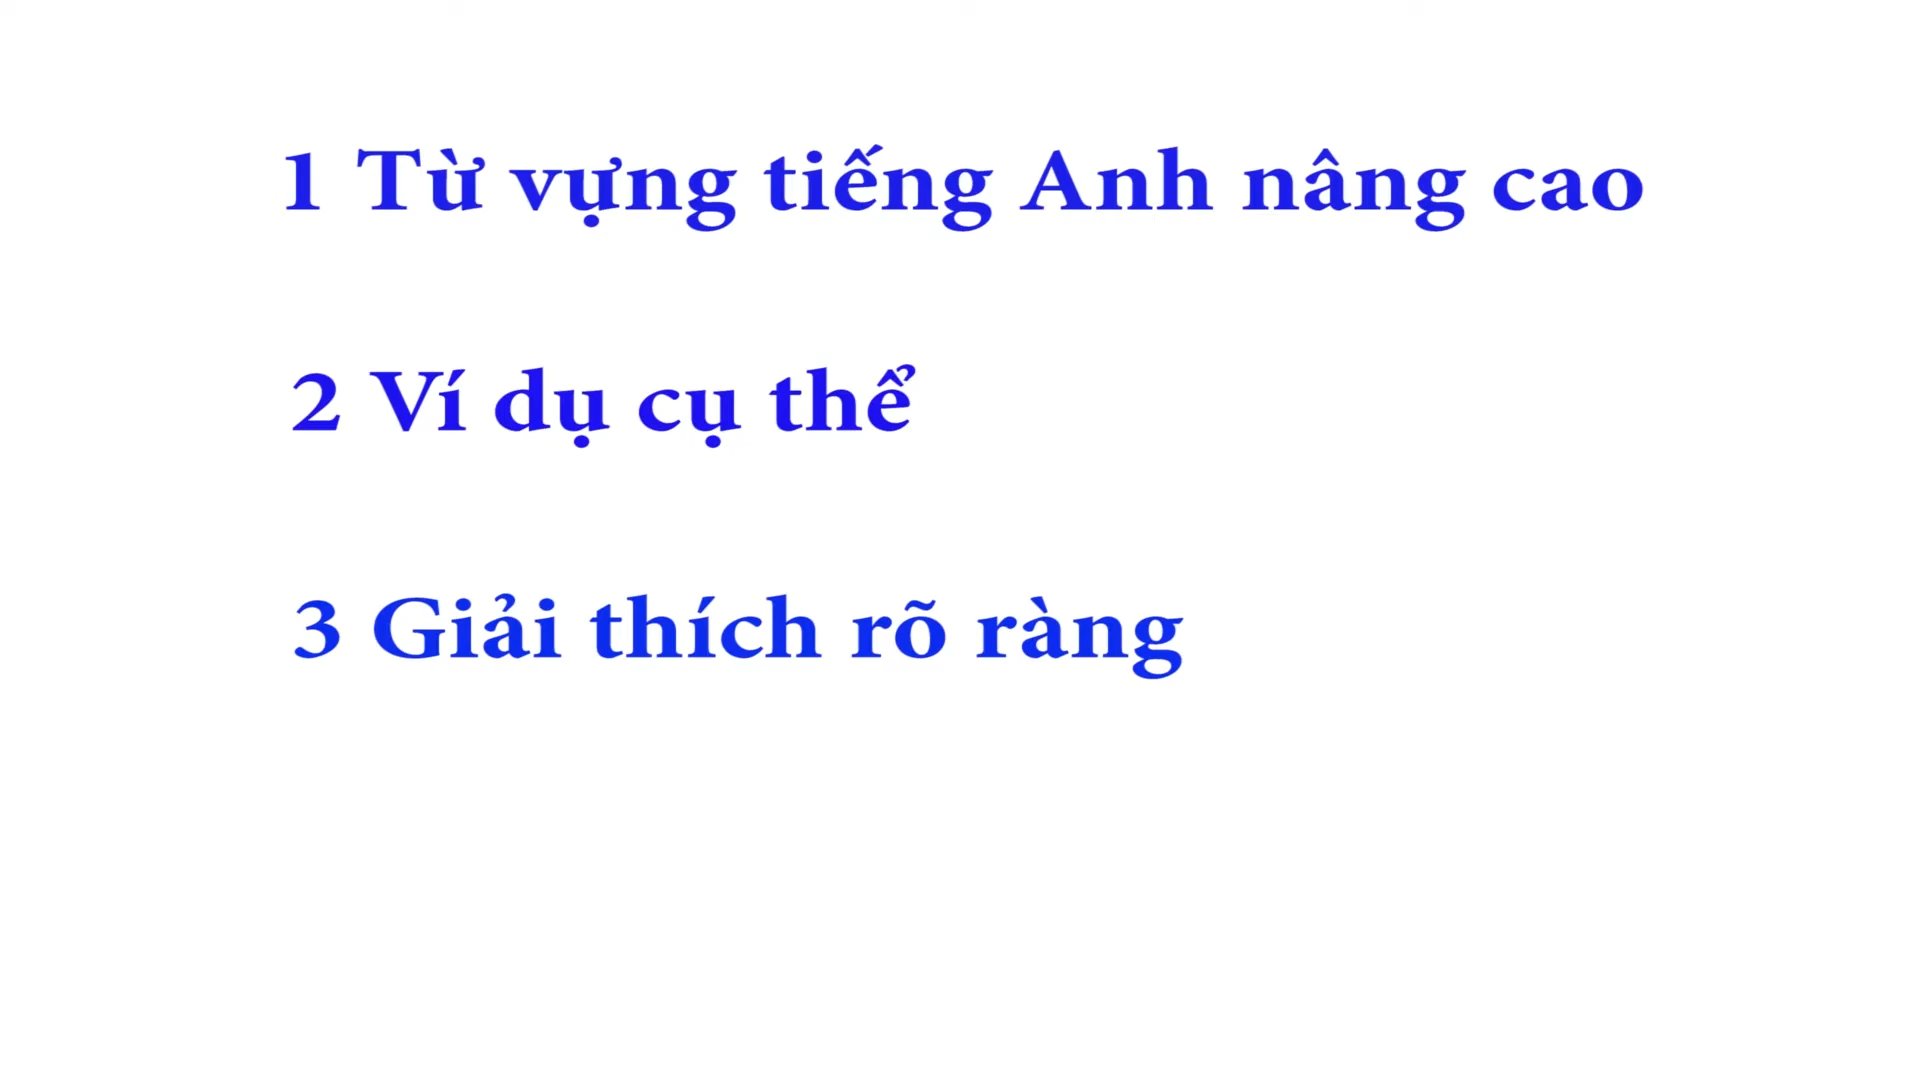 1 Từ vựng tiếng Anh nâng cao
2 Ví dụ cụ thể
3 Giải thích rõ ràng